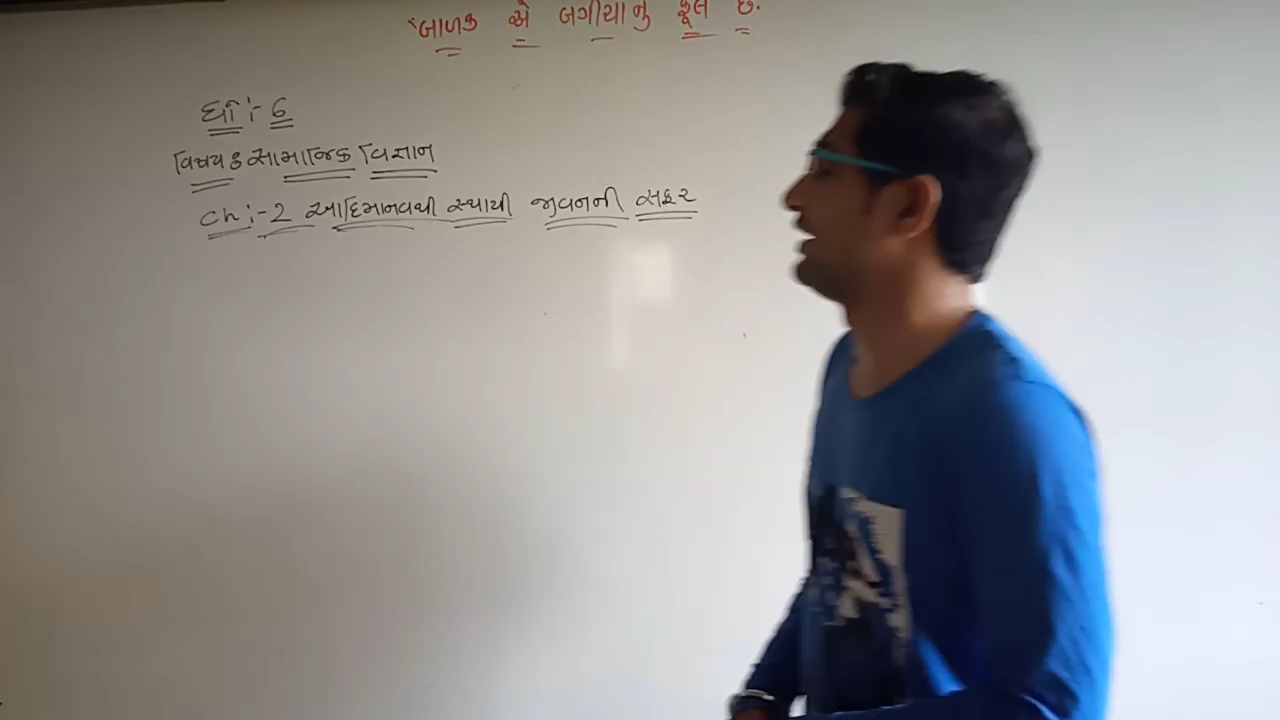 "બાળક એ બગીચાનુ ફૂલ છે.
ધો :- 6
વિષય : સામાજિક વિજ્ઞાન
ch :- 2 આદિમાનવથી સ્થાયી જીવનની સફર